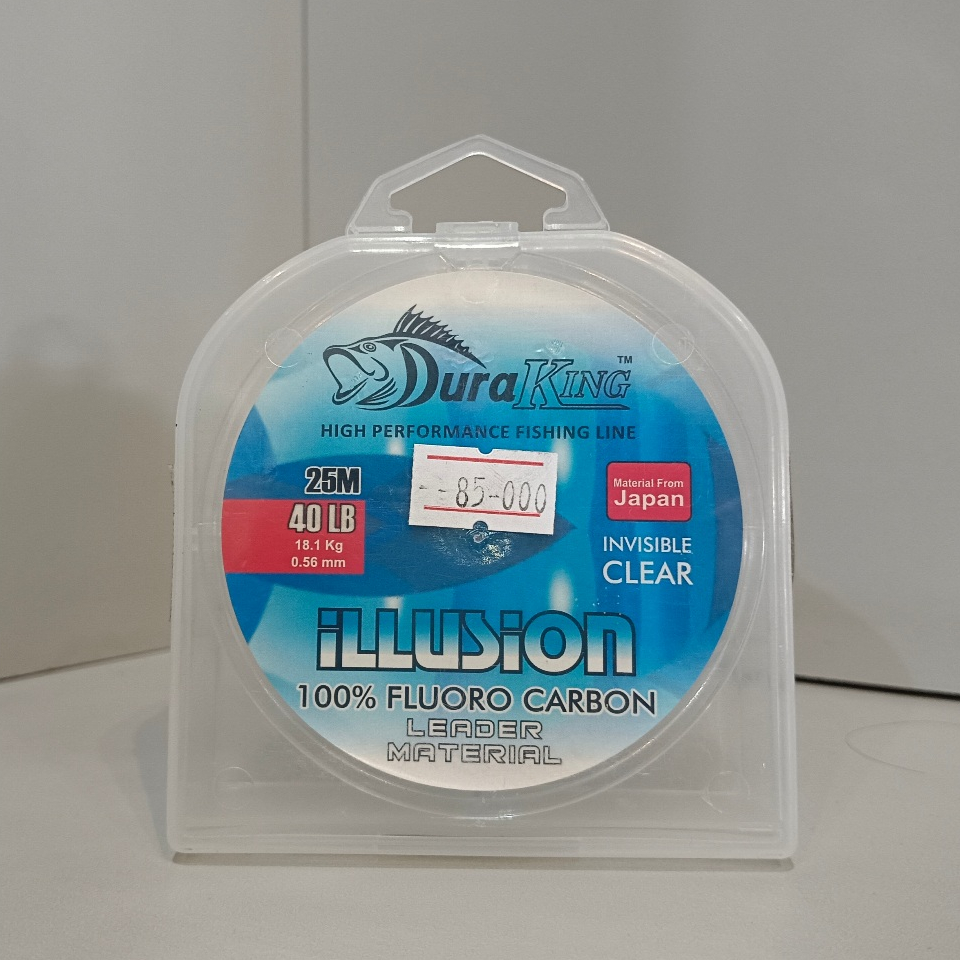 DuraKING™
HIGH PERFORMANCE FISHING LINE
25M
40 LB
18.1 Kg
0.56 mm
--85-000
Material From
Japan
INVISIBLE
CLEAR
iLLUSiON
100% FLUORO CARBON
LEADER
MATERIAL